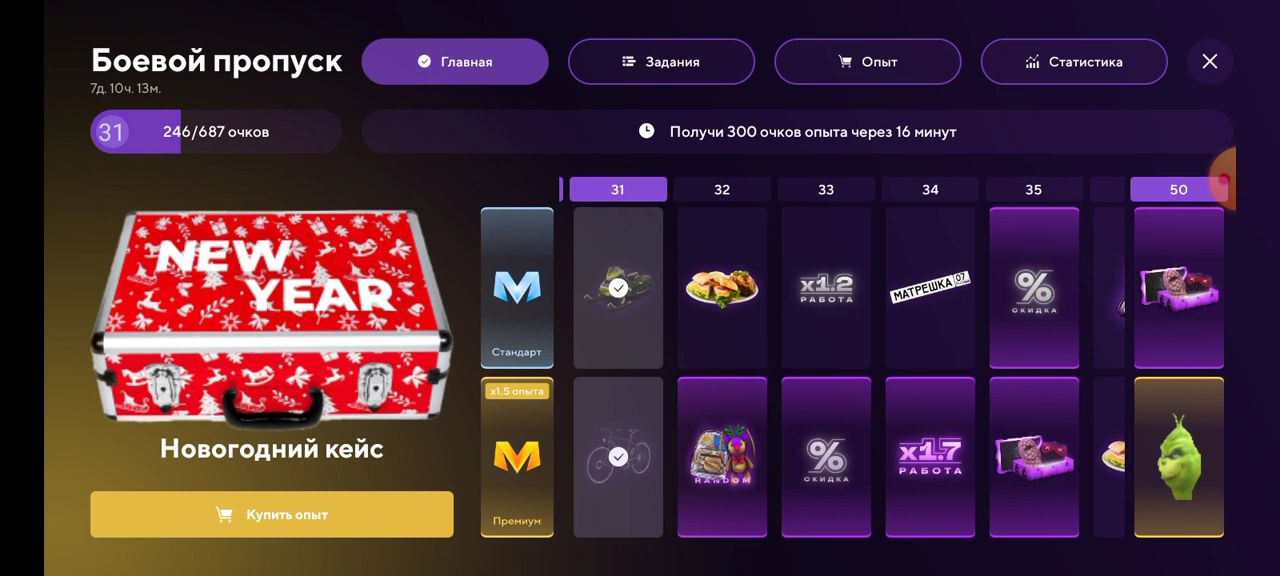 Боевой пропуск
7д. 10ч. 13м.
Главная
Задания
Опыт
Статистика
31
246/687 очков
Получи 300 очков опыта через 16 минут
31
32
33
34
35
50
NEW
YEAR
Новогодний кейс
Купить опыт
Стандарт
x1.2
РАБОТА
МАТРЕШКА 07
%
СКИДКА
x1,5 опыта
Премиум
RANDOM
%
СКИДКА
x1.7
РАБОТА